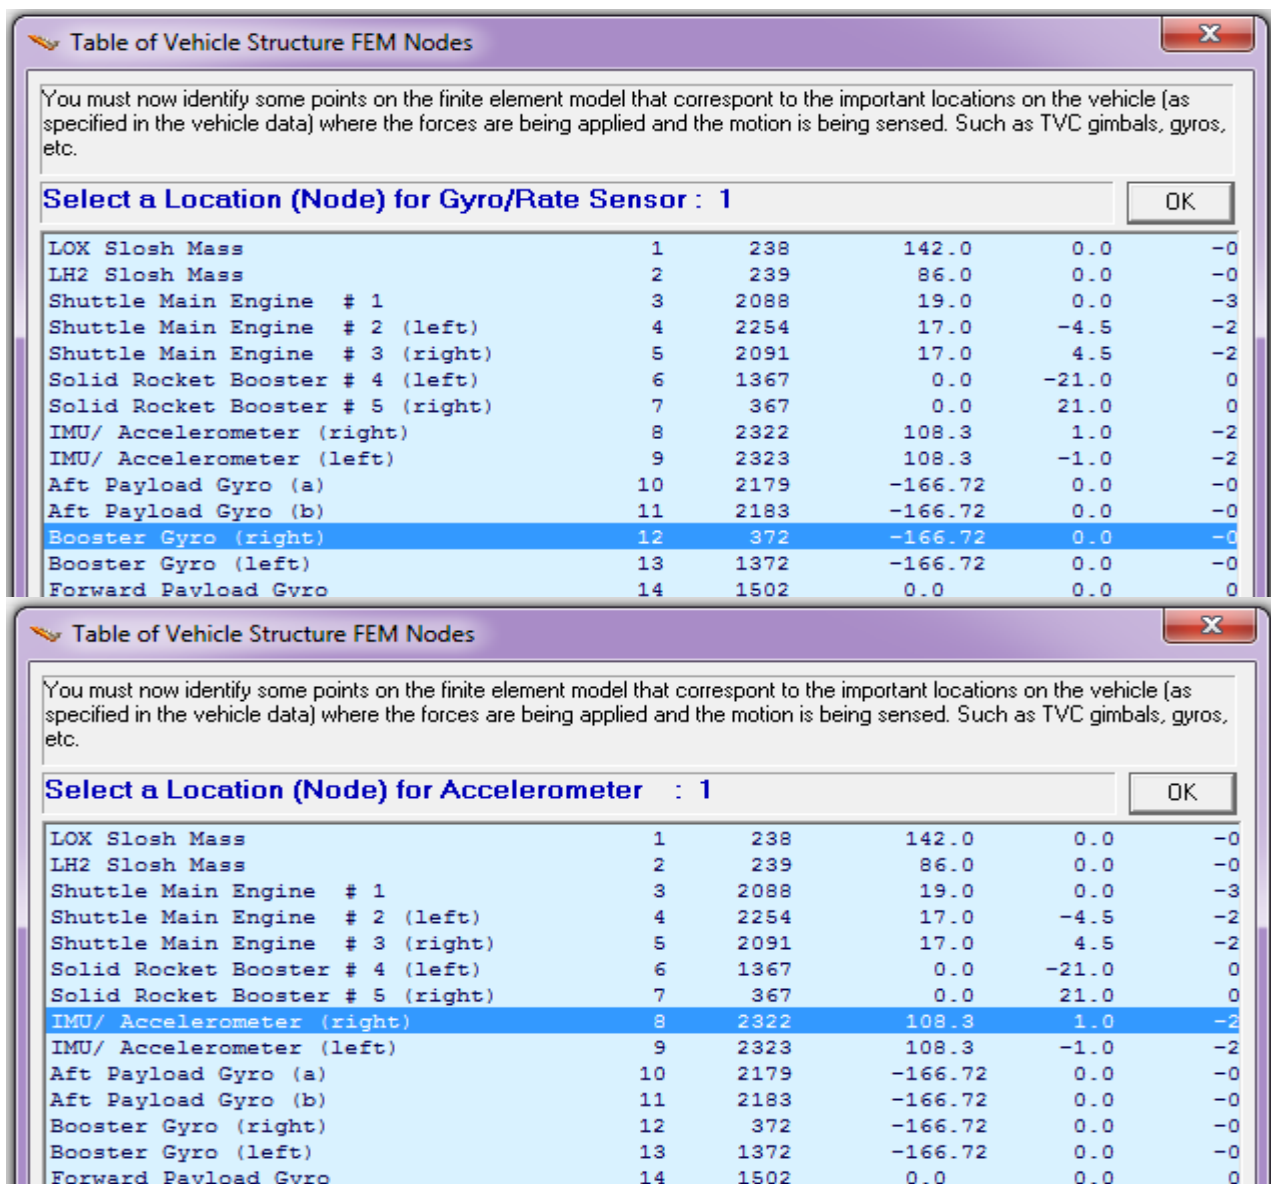 Table of Vehicle Structure FEM Nodes
You must now identify some points on the finite element model that correspont to the important locations on the vehicle (as
specified in the vehicle data) where the forces are being applied and the motion is being sensed. Such as TVC gimbals, gyros,
etc.
Select a Location (Node) for Gyro/Rate Sensor : 1
OK
LOX Slosh Mass 1 238 142.0 0.0 -0
LH2 Slosh Mass 2 239 86.0 0.0 -0
Shuttle Main Engine # 1 3 2088 19.0 0.0 -3
Shuttle Main Engine # 2 (left) 4 2254 17.0 -4.5 -2
Shuttle Main Engine # 3 (right) 5 2091 17.0 4.5 -2
Solid Rocket Booster # 4 (left) 6 1367 0.0 -21.0 0
Solid Rocket Booster # 5 (right) 7 367 0.0 21.0 0
IMU/ Accelerometer (right) 8 2322 108.3 1.0 -2
IMU/ Accelerometer (left) 9 2323 108.3 -1.0 -2
Aft Payload Gyro (a) 10 2179 -166.72 0.0 -0
Aft Payload Gyro (b) 11 2183 -166.72 0.0 -0
Booster Gyro (right) 12 372 -166.72 0.0 -0
Booster Gyro (left) 13 1372 -166.72 0.0 -0
Forward Payload Gyro 14 1502 0.0 0.0 0
Table of Vehicle Structure FEM Nodes
You must now identify some points on the finite element model that correspont to the important locations on the vehicle (as
specified in the vehicle data) where the forces are being applied and the motion is being sensed. Such as TVC gimbals, gyros,
etc.
Select a Location (Node) for Accelerometer : 1
OK
LOX Slosh Mass 1 238 142.0 0.0 -0
LH2 Slosh Mass 2 239 86.0 0.0 -0
Shuttle Main Engine # 1 3 2088 19.0 0.0 -3
Shuttle Main Engine # 2 (left) 4 2254 17.0 -4.5 -2
Shuttle Main Engine # 3 (right) 5 2091 17.0 4.5 -2
Solid Rocket Booster # 4 (left) 6 1367 0.0 -21.0 0
Solid Rocket Booster # 5 (right) 7 367 0.0 21.0 0
IMU/ Accelerometer (right) 8 2322 108.3 1.0 -2
IMU/ Accelerometer (left) 9 2323 108.3 -1.0 -2
Aft Payload Gyro (a) 10 2179 -166.72 0.0 -0
Aft Payload Gyro (b) 11 2183 -166.72 0.0 -0
Booster Gyro (right) 12 372 -166.72 0.0 -0
Booster Gyro (left) 13 1372 -166.72 0.0 -0
Forward Payload Gyro 14 1502 0.0 0.0 0